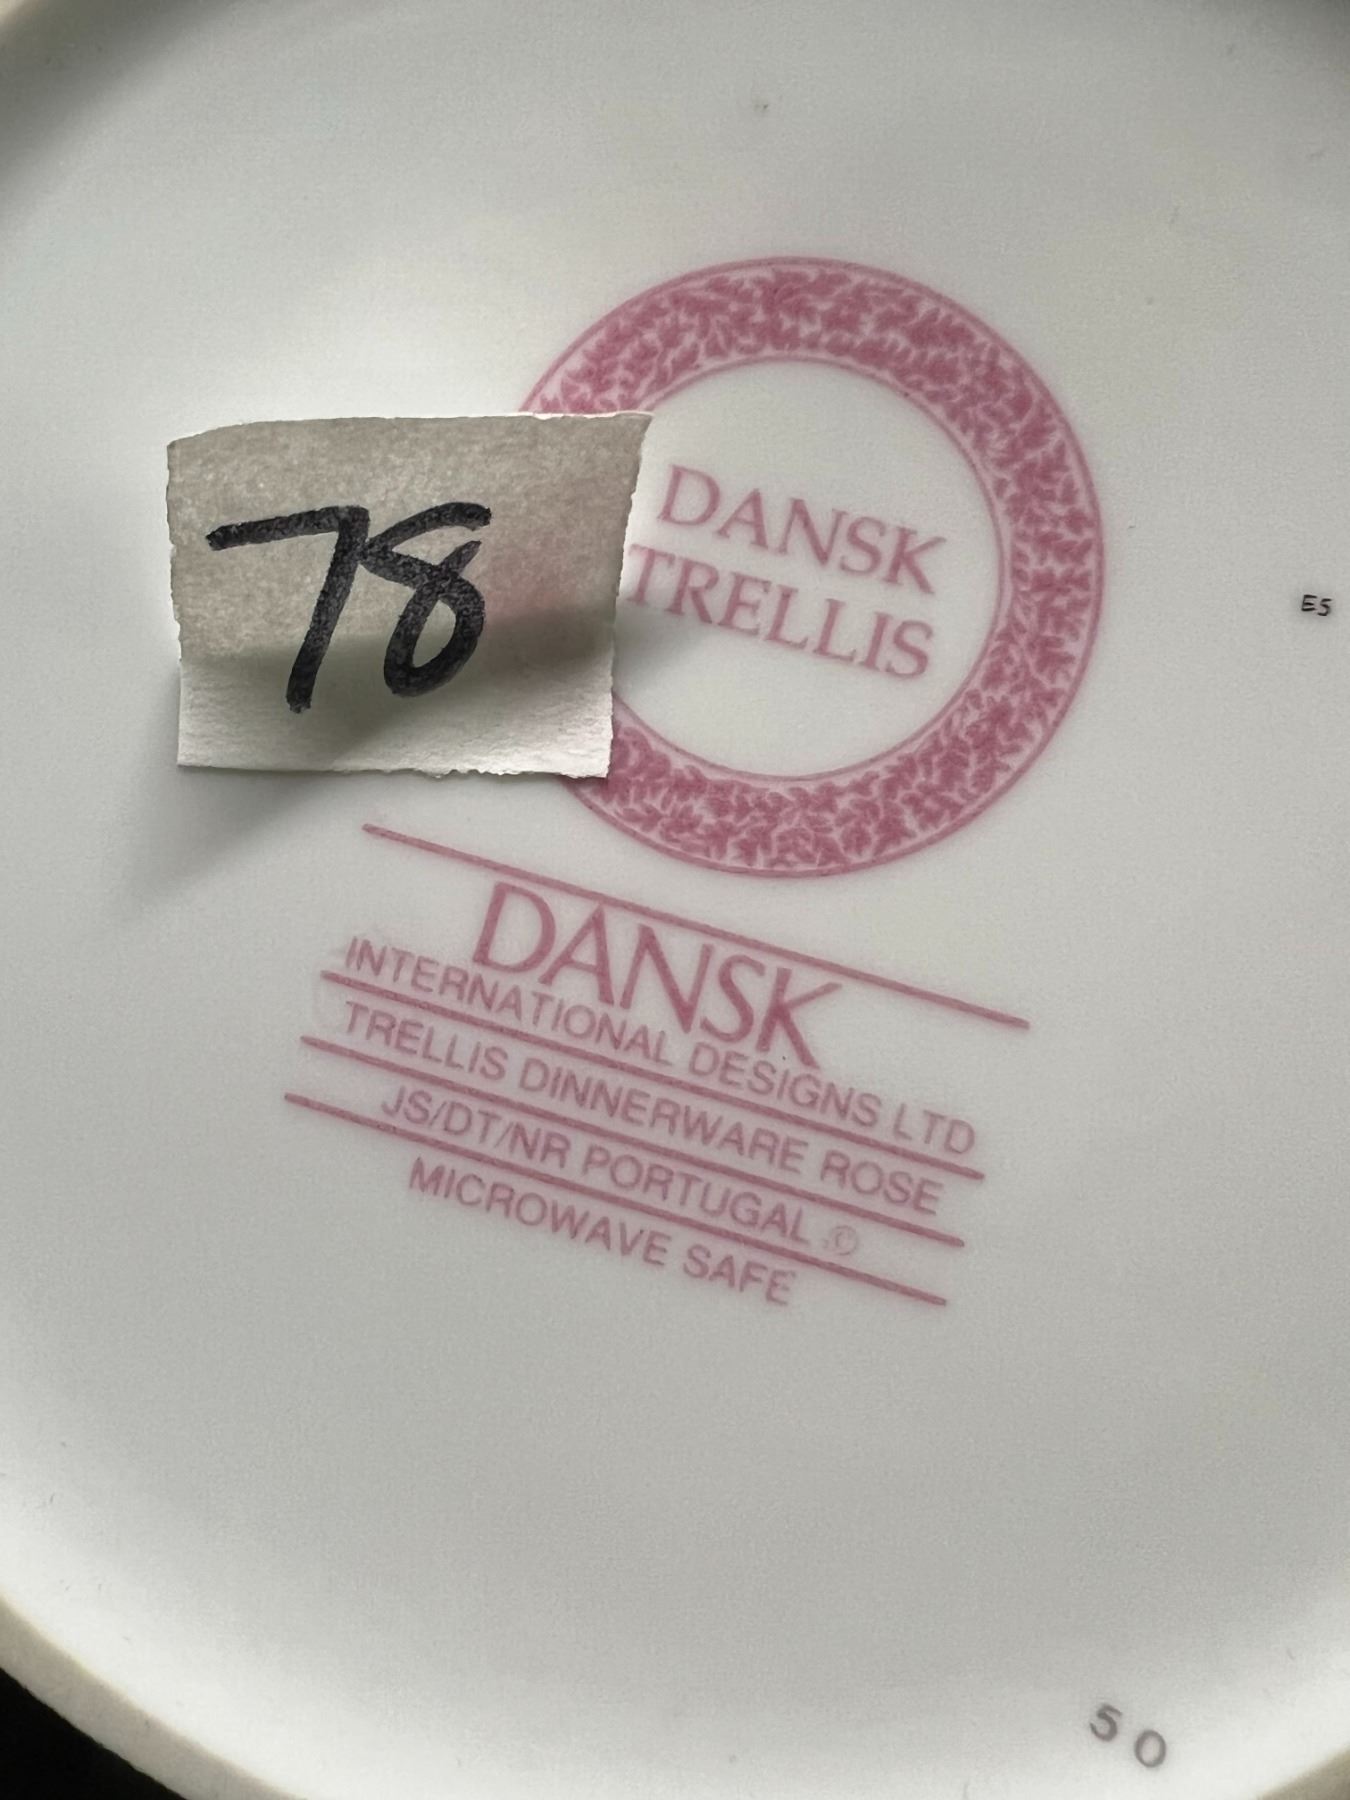 78
DANSK
TRELLIS
E5
DANSK
INTERNATIONAL DESIGNS LTD
TRELLIS DINNERWARE ROSE
JS/DT/NR PORTUGAL ©
MICROWAVE SAFE
50